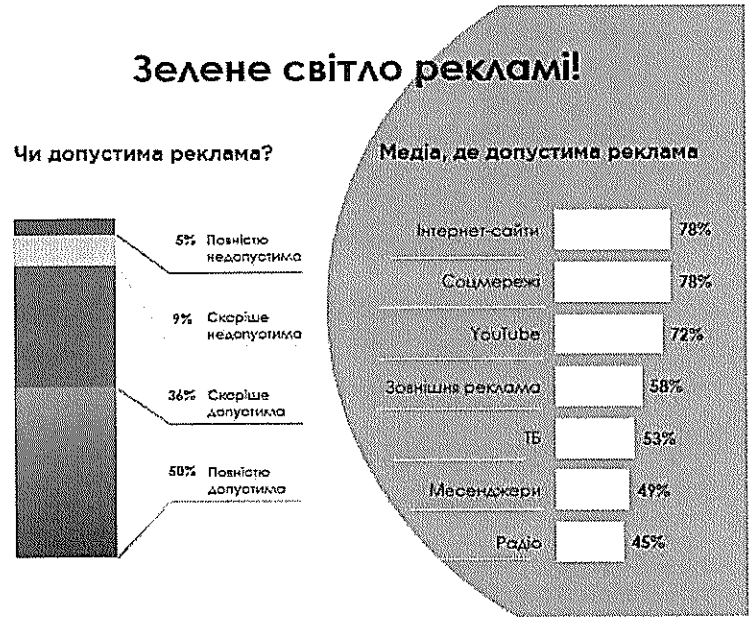 Зелене світло рекламі!
Чи допустима реклама?
5% Повністю
недопустима
9% Скоріше
недопустима
36% Скоріше
допустима
50% Повністю
допустима
Медіа, де допустима реклама
Інтернет-сайти 78%
Соцмережі 78%
YouTube 72%
Зовнішня реклама 58%
ТБ 53%
Месенджери 49%
Радіо 45%